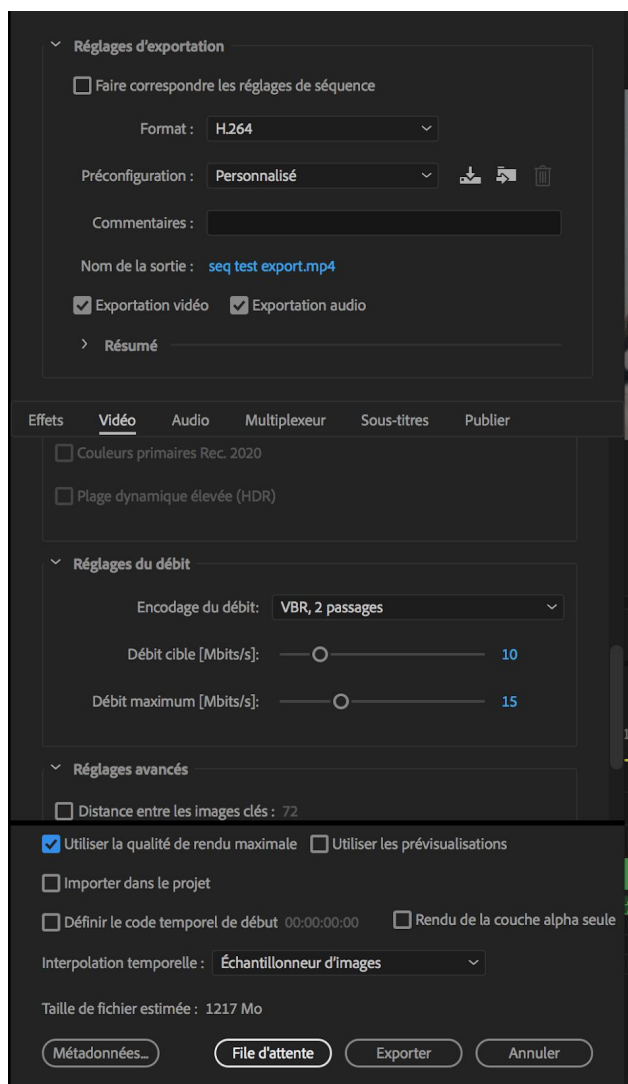 Réglages d'exportation
Faire correspondre les réglages de séquence
Format : H.264
Préconfiguration : Personnalisé
Commentaires :
Nom de la sortie : seq test export.mp4
Exportation vidéo Exportation audio
Résumé
Effets Vidéo Audio Multiplexeur Sous-titres Publier
Couleurs primaires Rec. 2020
Plage dynamique élevée (HDR)
Réglages du débit
Encodage du débit: VBR, 2 passages
Débit cible [Mbits/s]: 10
Débit maximum [Mbits/s]: 15
Réglages avancés
Distance entre les images clés : 72
Utiliser la qualité de rendu maximale Utiliser les prévisualisations
Importer dans le projet
Définir le code temporel de début 00:00:00:00 Rendu de la couche alpha seule
Interpolation temporelle : Échantillonneur d'images
Taille de fichier estimée : 1217 Mo
Métadonnées... File d'attente Exporter Annuler